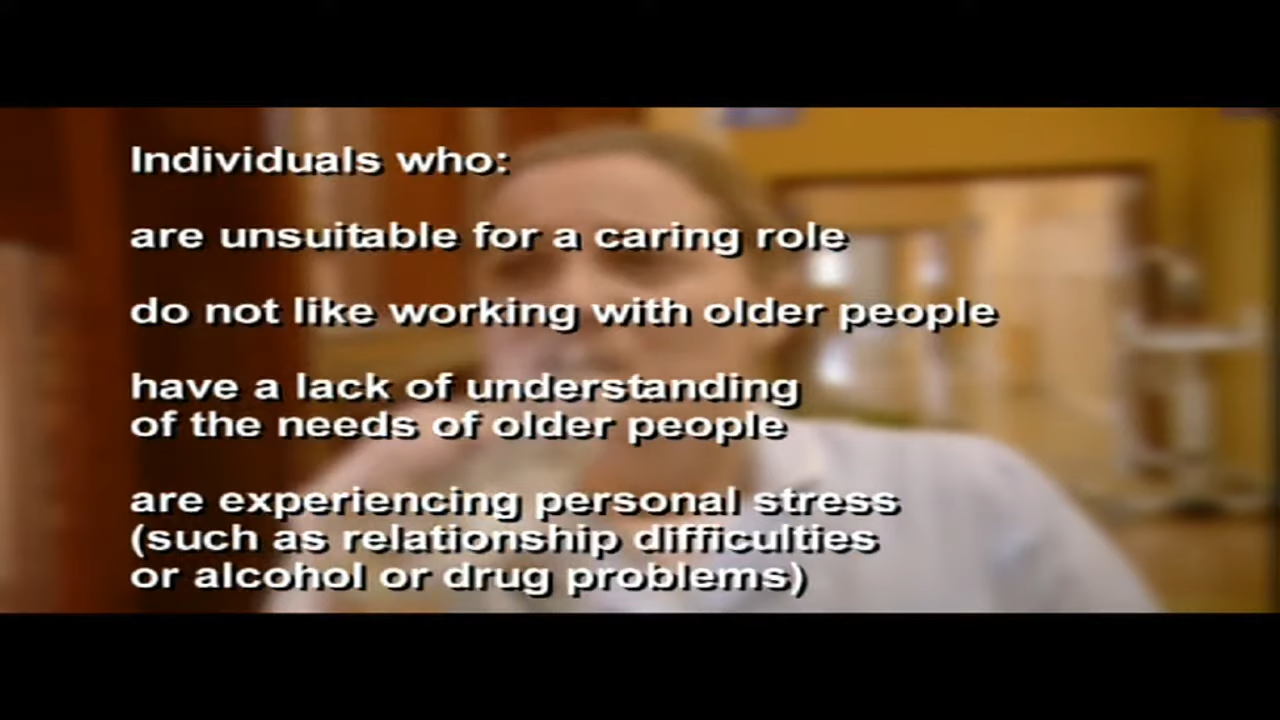 Individuals who:
are unsuitable for a caring role
do not like working with older people
have a lack of understanding
of the needs of older people
are experiencing personal stress
(such as relationship difficulties
or alcohol or drug problems)